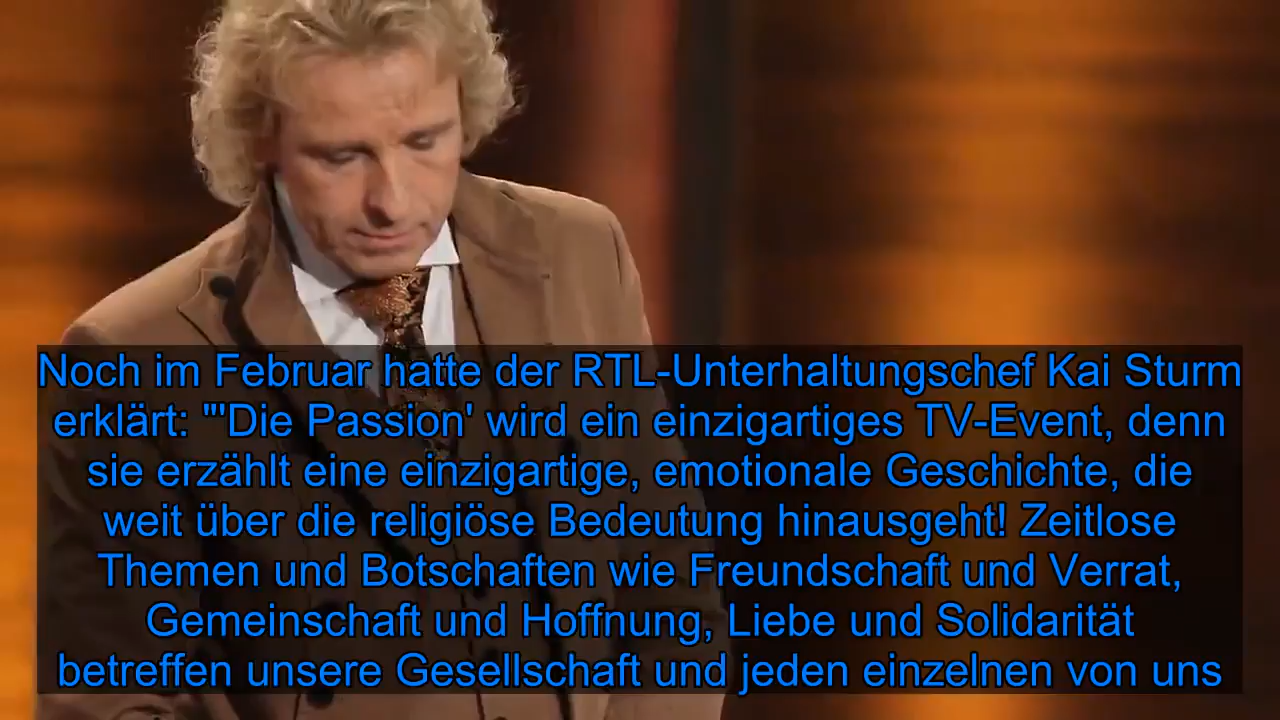 Noch im Februar hatte der RTL-Unterhaltungschef Kai Sturm
erklärt: "'Die Passion' wird ein einzigartiges TV-Event, denn
sie erzählt eine einzigartige, emotionale Geschichte, die
weit über die religiöse Bedeutung hinausgeht! Zeitlose
Themen und Botschaften wie Freundschaft und Verrat,
Gemeinschaft und Hoffnung, Liebe und Solidarität
betreffen unsere Gesellschaft und jeden einzelnen von uns